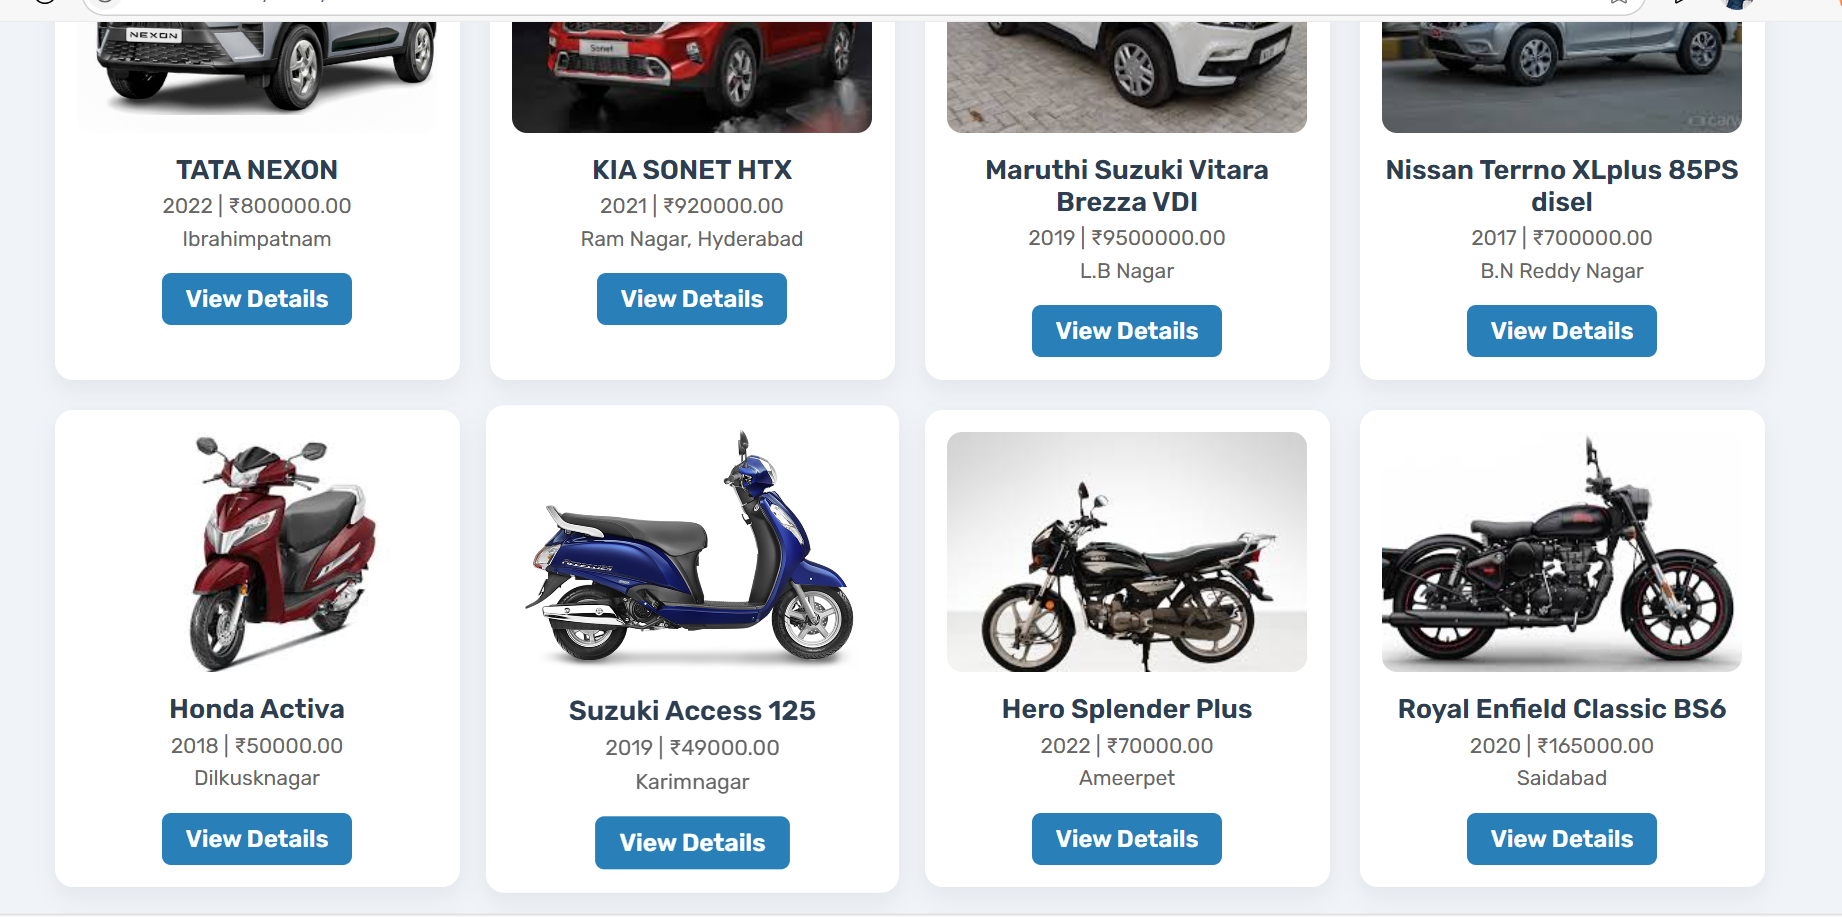 NEXON
Sonet
TATA NEXON
2022 | ₹800000.00
Ibrahimpatnam
View Details
KIA SONET HTX
2021 | ₹920000.00
Ram Nagar, Hyderabad
View Details
Maruthi Suzuki Vitara
Brezza VDI
2019 | ₹9500000.00
L.B Nagar
View Details
Nissan Terrno XLplus 85PS
disel
2017 | ₹700000.00
B.N Reddy Nagar
View Details
Honda Activa
2018 | ₹50000.00
Dilkusknagar
View Details
Suzuki Access 125
2019 | ₹49000.00
Karimnagar
View Details
Hero Splender Plus
2022 | ₹70000.00
Ameerpet
View Details
Royal Enfield Classic BS6
2020 | ₹165000.00
Saidabad
View Details